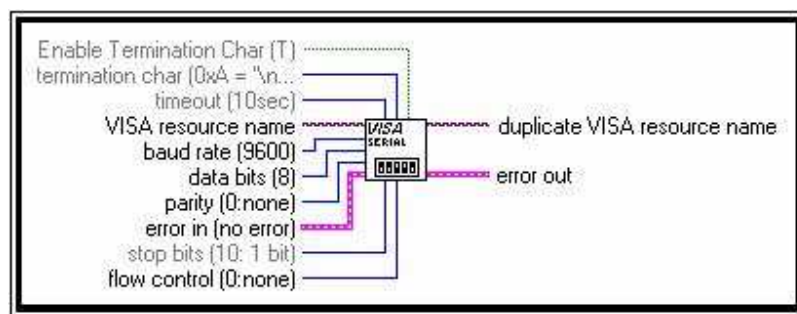 Enable Termination Char (T)
termination char (0xA = "\n...
timeout (10sec)
VISA resource name
baud rate (9600)
data bits (8)
parity (0:none)
error in (no error)
stop bits (10: 1 bit)
flow control (0:none)
VISA
SERIAL
duplicate VISA resource name
error out